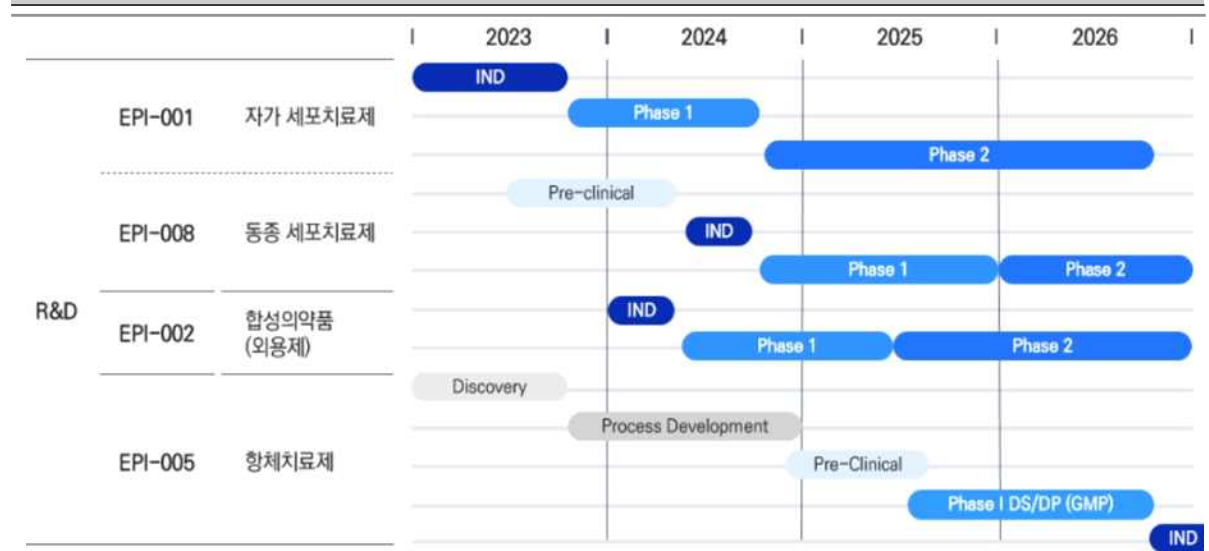 2023 2024 2025 2026
IND
EPI-001 자가 세포치료제 Phase 1
Phase 2
Pre-clinical
EPI-008 동종 세포치료제 IND
Phase 1 Phase 2
R&D
IND
EPI-002 합성의약품
(외용제)
Phase 1 Phase 2
Discovery
Process Development
EPI-005 항체치료제 Pre-Clinical
Phase I DS/DP (GMP)
IND